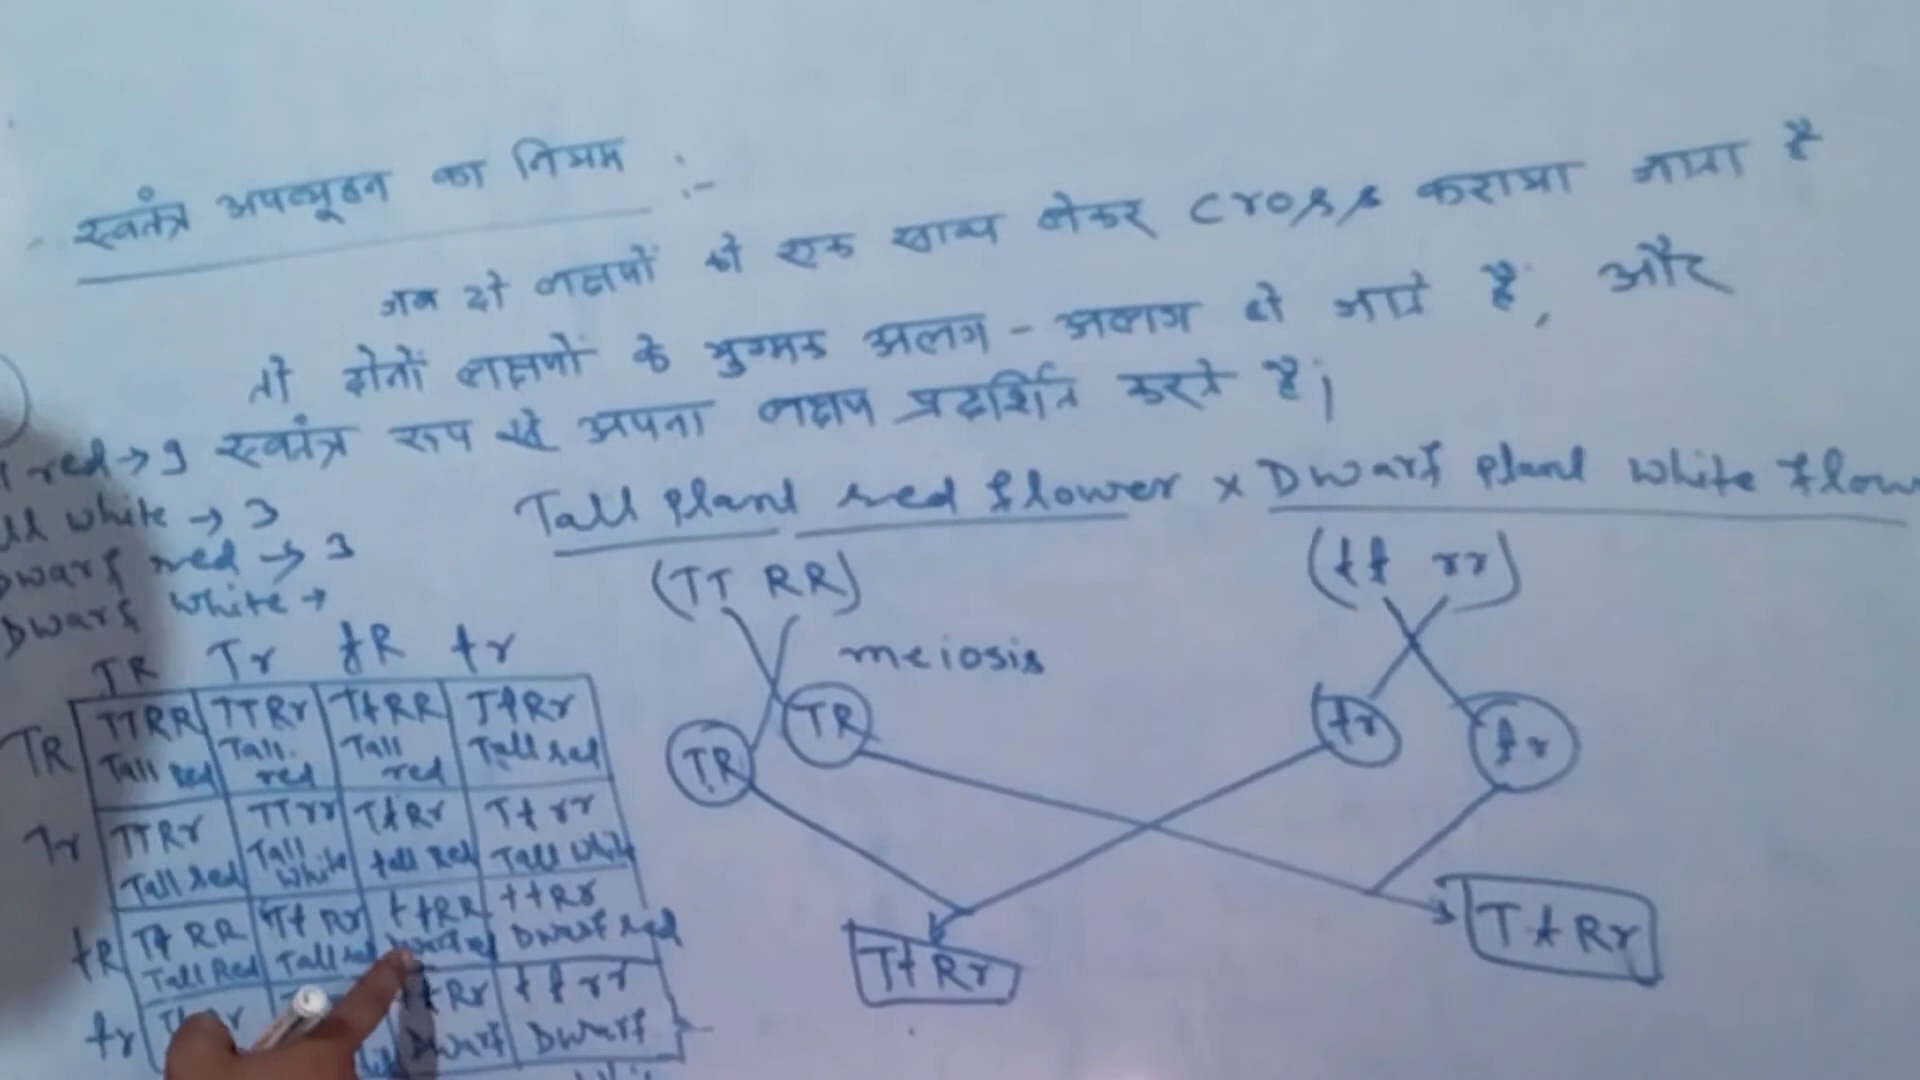 स्वतंत्र अपव्यूहन का नियम :-
जब दो लक्षणों को एक साथ लेकर cross कराया जाता है
तो दोनों लक्षणों के युग्मक अलग - अलग हो जाते हैं, और
स्वतंत्र रूप से अपना लक्षण प्रदर्शित करते हैं।
red → 9
white → 3
Dwarf red → 3
Dwarf white →
Tall plant red flower x Dwarf plant white flow
(TT RR) (tt rr)
meiosis
TR TR tr tr
TtRr TtRr
TR Tr tR tr
TR TTRR TTRr TtRR TtRr
Tall Red Tall red Tall red Tall red
Tr TTRr TTrr TtRr Ttrr
Tall red Tall white tall Red Tall white
tR TtRR TtRr ttRR ttRr
Tall Red Tall red Dwarf red
tr tRr ttrr
Dwarf Dwarf